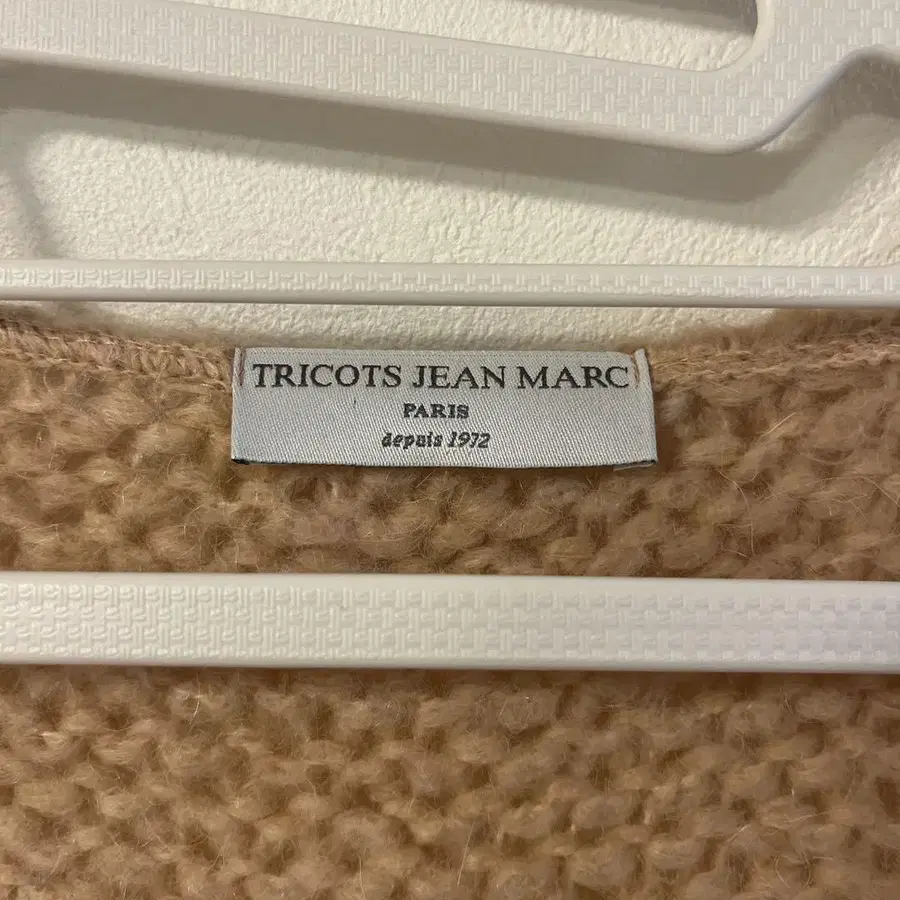 TRICOTS JEAN MARC
PARIS
depuis 1972